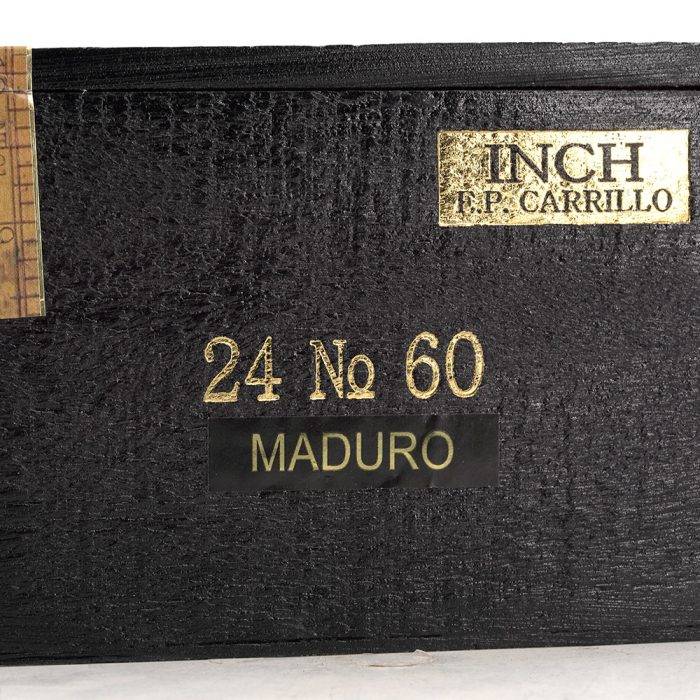 INCH
E.P. CARRILLO
24 No 60
MADURO